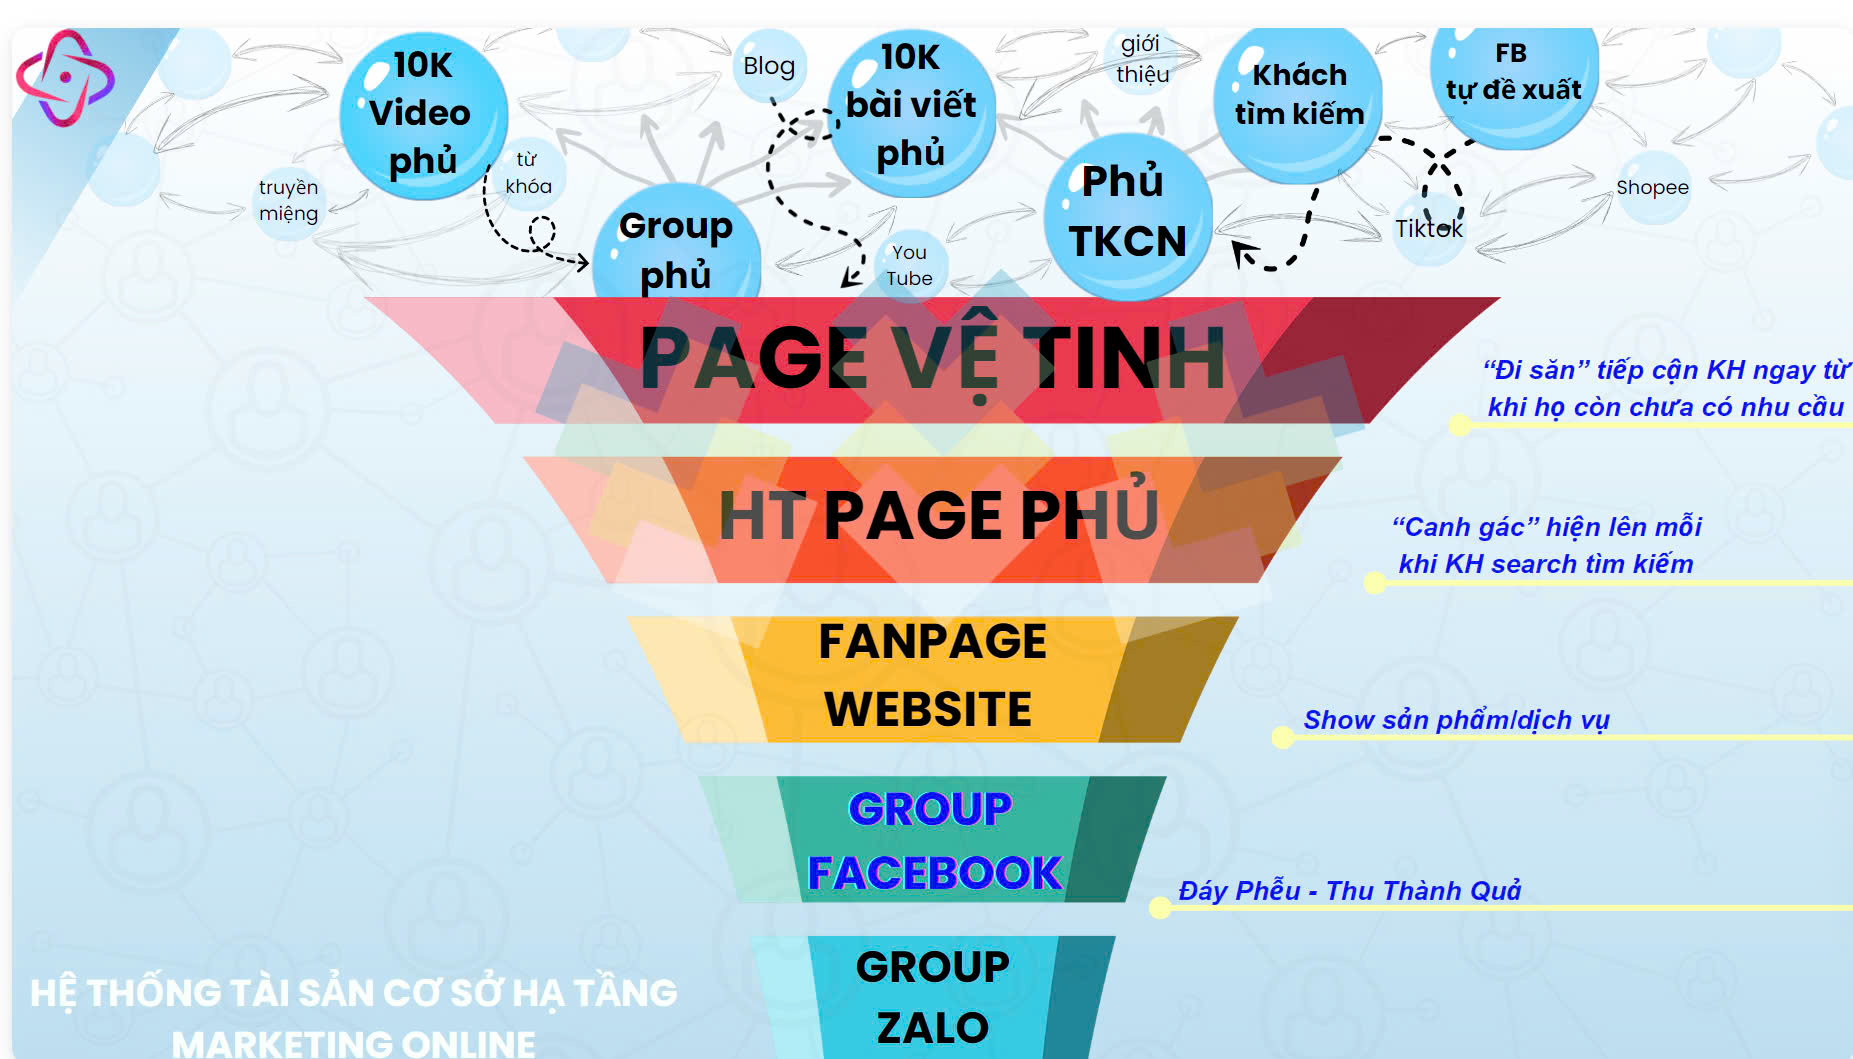 10K
Video
phủ
từ
khóa
truyền
miệng
Group
phủ
Blog
10K
bài viết
phủ
You
Tube
giới
thiệu
Phủ
TKCN
Khách
tìm kiếm
FB
tự đề xuất
Tiktok
Shopee
PAGE VỆ TINH
“Đi săn” tiếp cận KH ngay từ
khi họ còn chưa có nhu cầu
HT PAGE PHỦ
“Canh gác” hiện lên mỗi
khi KH search tìm kiếm
FANPAGE
WEBSITE
Show sản phẩm/dịch vụ
GROUP
FACEBOOK
Đáy Phễu - Thu Thành Quả
GROUP
ZALO
HỆ THỐNG TÀI SẢN CƠ SỞ HẠ TẦNG
MARKETING ONLINE